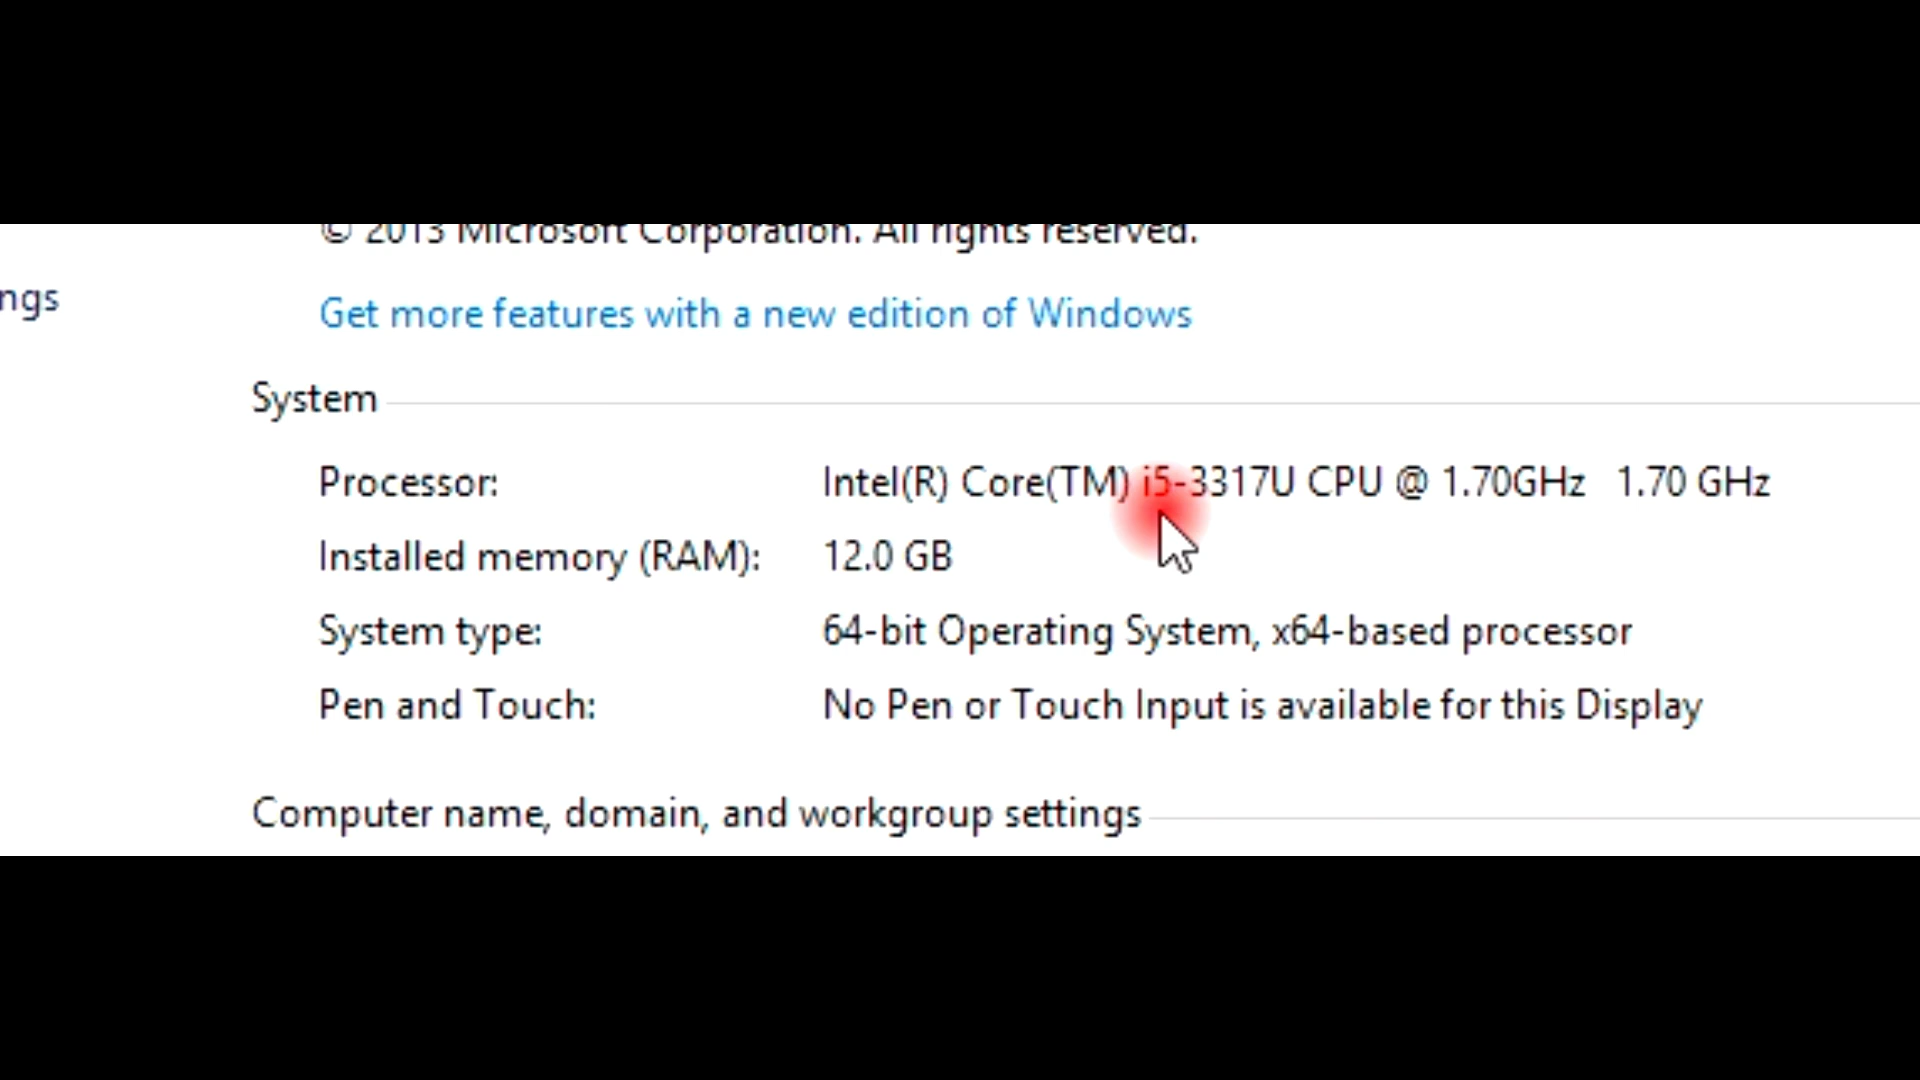 © 2013 Microsoft Corporation. All rights reserved.
ngs
Get more features with a new edition of Windows
System
Processor: Intel(R) Core(TM) i5-3317U CPU @ 1.70GHz 1.70 GHz
Installed memory (RAM): 12.0 GB
System type: 64-bit Operating System, x64-based processor
Pen and Touch: No Pen or Touch Input is available for this Display
Computer name, domain, and workgroup settings